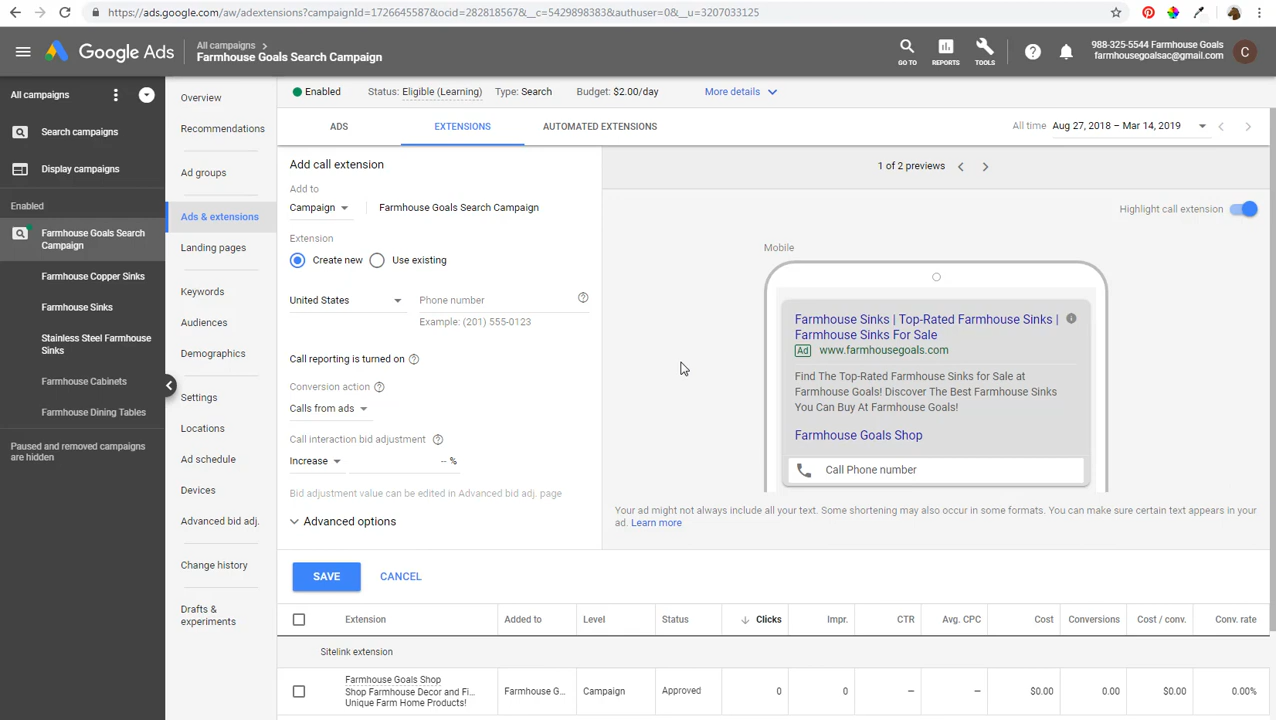 https://ads.google.com/aw/adextensions?campaignId=1726645587&ocid=282818567&__c=5429898383&authuser=0&__u=3207033125
Google Ads
All campaigns
Farmhouse Goals Search Campaign
GO TO
REPORTS
TOOLS
988-325-5544 Farmhouse Goals
farmhousegoalsac@gmail.com
C
All campaigns
Search campaigns
Display campaigns
Enabled
Farmhouse Goals Search
Campaign
Farmhouse Copper Sinks
Farmhouse Sinks
Stainless Steel Farmhouse
Sinks
Farmhouse Cabinets
Farmhouse Dining Tables
Paused and removed campaigns
are hidden
Overview
Recommendations
Ad groups
Ads & extensions
Landing pages
Keywords
Audiences
Demographics
Settings
Locations
Ad schedule
Devices
Advanced bid adj.
Change history
Drafts &
experiments
Enabled
Status: Eligible (Learning)
Type: Search
Budget: $2.00/day
More details
ADS
EXTENSIONS
AUTOMATED EXTENSIONS
All time
Aug 27, 2018 – Mar 14, 2019
Add call extension
Add to
Campaign
Farmhouse Goals Search Campaign
Extension
Create new
Use existing
United States
Phone number
Example: (201) 555-0123
Call reporting is turned on
Conversion action
Calls from ads
Call interaction bid adjustment
Increase
-- %
Bid adjustment value can be edited in Advanced bid adj. page
Advanced options
SAVE
CANCEL
1 of 2 previews
Highlight call extension
Mobile
Farmhouse Sinks | Top-Rated Farmhouse Sinks |
Farmhouse Sinks For Sale
Ad www.farmhousegoals.com
Find The Top-Rated Farmhouse Sinks for Sale at
Farmhouse Goals! Discover The Best Farmhouse Sinks
You Can Buy At Farmhouse Goals!
Farmhouse Goals Shop
Call Phone number
Your ad might not always include all your text. Some shortening may also occur in some formats. You can make sure certain text appears in your
ad. Learn more
Extension
Added to
Level
Status
Clicks
Impr.
CTR
Avg. CPC
Cost
Conversions
Cost / conv.
Conv. rate
Sitelink extension
Farmhouse Goals Shop
Shop Farmhouse Decor and Fi...
Unique Farm Home Products!
Farmhouse G...
Campaign
Approved
0
0
—
—
$0.00
0.00
$0.00
0.00%